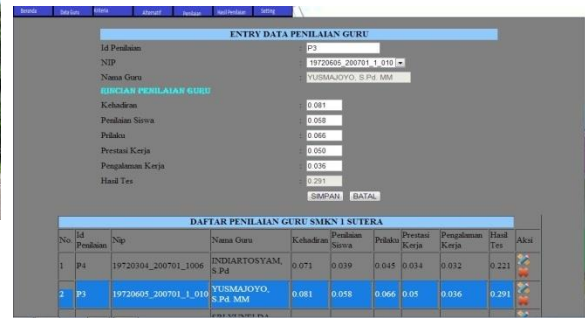 Beranda Data Guru Kriteria Alternatif Penilaian Hasil Penilaian Setting
ENTRY DATA PENILAIAN GURU
Id Penilaian : P3
NIP : 19720605_200701_1_010
Nama Guru : YUSMAJOYO, S.Pd. MM
RINCIAN PENILAIAN GURU
Kehadiran : 0.081
Penilaian Siswa : 0.058
Prilaku : 0.066
Prestasi Kerja : 0.050
Pengalaman Kerja : 0.036
Hasil Tes : 0.291
SIMPAN BATAL
DAFTAR PENILAIAN GURU SMKN 1 SUTERA
No. Id Penilaian Nip Nama Guru Kehadiran Penilaian Siswa Prilaku Prestasi Kerja Pengalaman Kerja Hasil Tes Aksi
1 P4 19720304_200701_1006 INDIARTOSYAM, S.Pd 0.071 0.039 0.045 0.034 0.032 0.221
2 P3 19720605_200701_1_010 YUSMAJOYO, S.Pd. MM 0.081 0.058 0.066 0.05 0.036 0.291